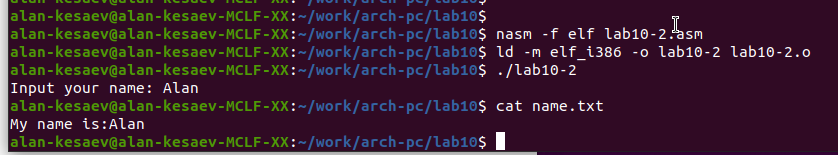 alan-kesaev@alan-kesaev-MCLF-XX:~/work/arch-pc/lab10$
alan-kesaev@alan-kesaev-MCLF-XX:~/work/arch-pc/lab10$ nasm -f elf lab10-2.asm
alan-kesaev@alan-kesaev-MCLF-XX:~/work/arch-pc/lab10$ ld -m elf_i386 -o lab10-2 lab10-2.o
alan-kesaev@alan-kesaev-MCLF-XX:~/work/arch-pc/lab10$ ./lab10-2
Input your name: Alan
alan-kesaev@alan-kesaev-MCLF-XX:~/work/arch-pc/lab10$ cat name.txt
My name is:Alan
alan-kesaev@alan-kesaev-MCLF-XX:~/work/arch-pc/lab10$